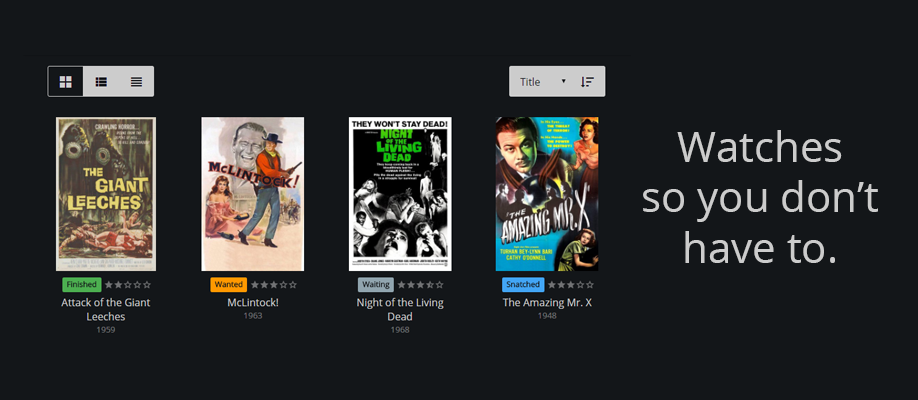 Title
CRAWLING HORROR...
THE
GIANT
LEECHES
McLINTOCK!
THEY WON'T STAY DEAD!
NIGHT
OF THE
LIVING
DEAD
THE
AMAZING MR. X
TURHAN BEY · LYNN BARI
CATHY O'DONNELL
Finished
Wanted
Waiting
Snatched
Attack of the Giant
Leeches
1959
McLintock!
1963
Night of the Living
Dead
1968
The Amazing Mr. X
1948
Watches
so you don’t
have to.